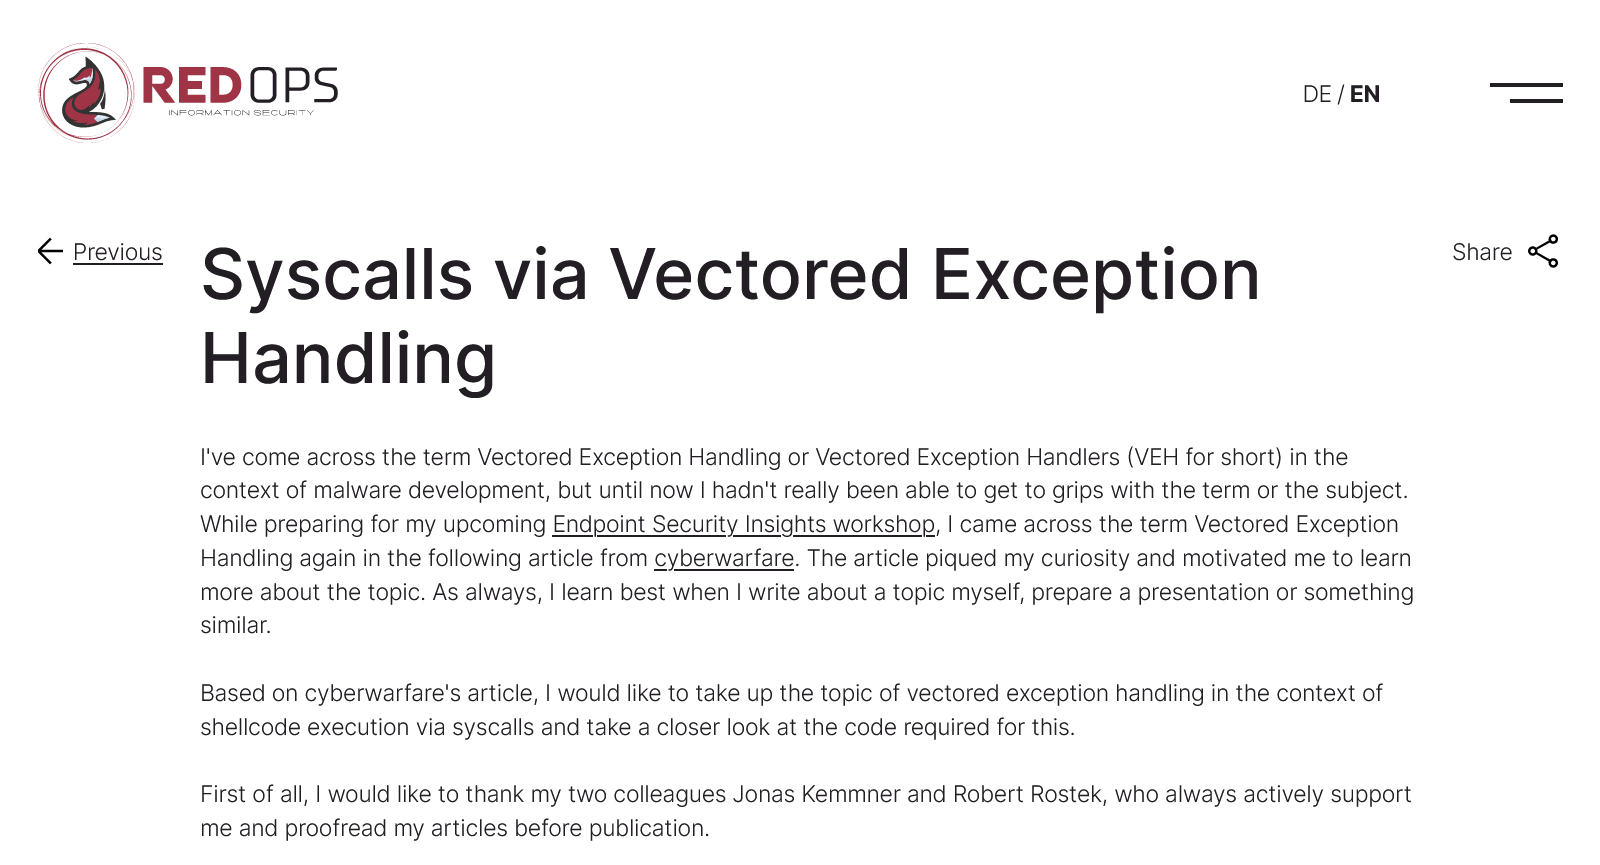 RED OPS
INFORMATION SECURITY
DE / EN
Previous
Share
Syscalls via Vectored Exception
Handling
I've come across the term Vectored Exception Handling or Vectored Exception Handlers (VEH for short) in the
context of malware development, but until now I hadn't really been able to get to grips with the term or the subject.
While preparing for my upcoming Endpoint Security Insights workshop, I came across the term Vectored Exception
Handling again in the following article from cyberwarfare. The article piqued my curiosity and motivated me to learn
more about the topic. As always, I learn best when I write about a topic myself, prepare a presentation or something
similar.
Based on cyberwarfare's article, I would like to take up the topic of vectored exception handling in the context of
shellcode execution via syscalls and take a closer look at the code required for this.
First of all, I would like to thank my two colleagues Jonas Kemmner and Robert Rostek, who always actively support
me and proofread my articles before publication.